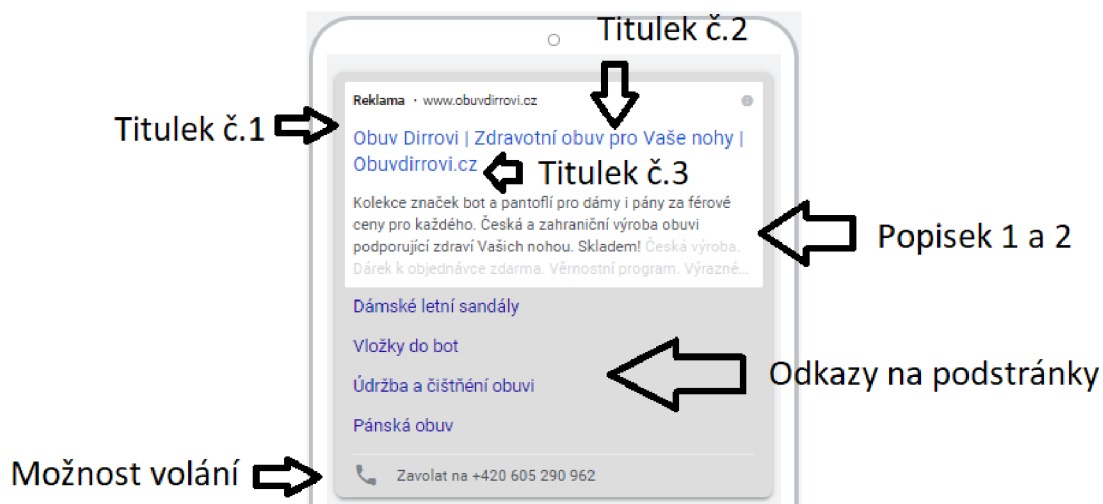 Titulek č.2
Reklama · www.obuvdirrovi.cz
Titulek č.1
Obuv Dirrovi | Zdravotní obuv pro Vaše nohy |
Obuvdirrovi.cz
Titulek č.3
Kolekce značek bot a pantoflí pro dámy i pány za férové
ceny pro každého. Česká a zahraniční výroba obuvi
podporující zdraví Vašich nohou. Skladem! Česká výroba.
Dárek k objednávce zdarma. Věrnostní program. Výrazné...
Popisek 1 a 2
Dámské letní sandály
Vložky do bot
Údržba a čištňění obuvi
Pánská obuv
Odkazy na podstránky
Možnost volání
Zavolat na +420 605 290 962